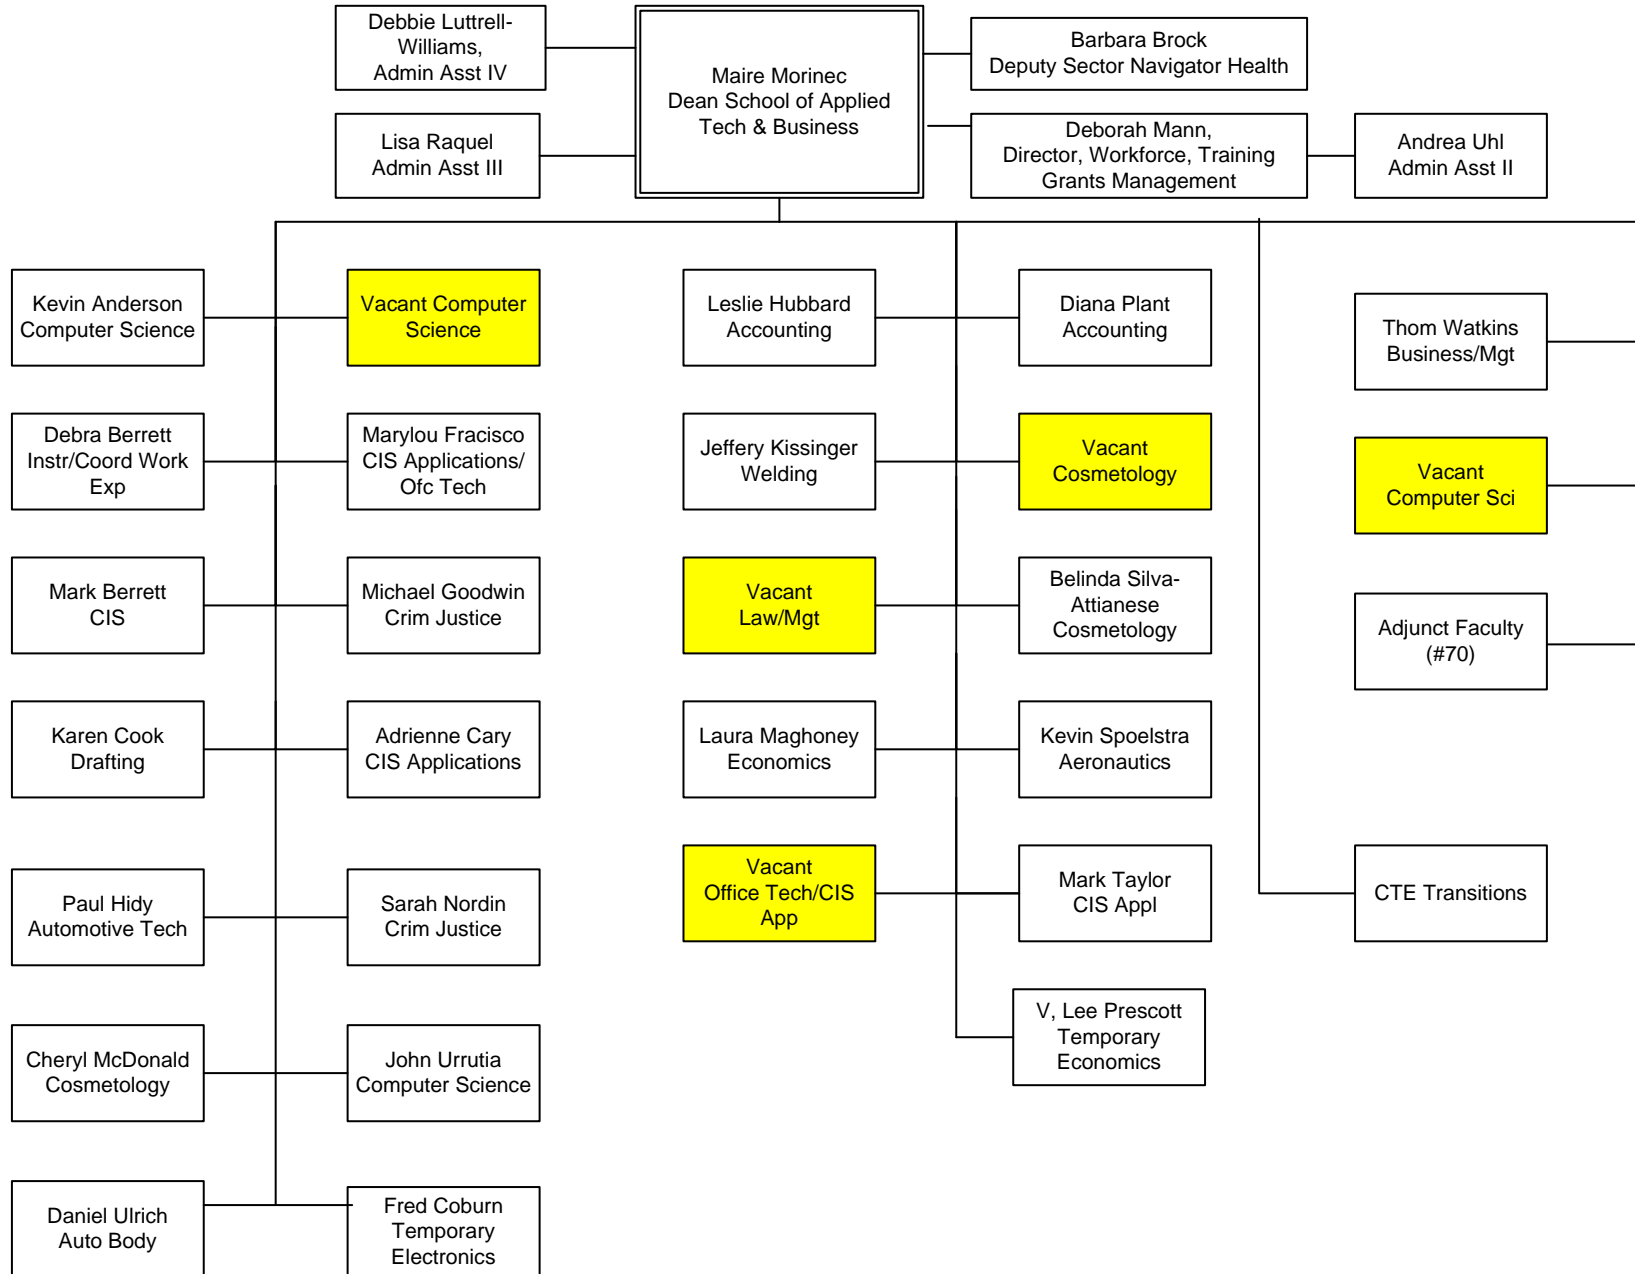 Debbie Luttrell-
Williams,
Admin Asst IV
Maire Morinec
Dean School of Applied
Tech & Business
Barbara Brock
Deputy Sector Navigator Health
Lisa Raquel
Admin Asst III
Deborah Mann,
Director, Workforce, Training
Grants Management
Andrea Uhl
Admin Asst II
Kevin Anderson
Computer Science
Vacant Computer
Science
Leslie Hubbard
Accounting
Diana Plant
Accounting
Thom Watkins
Business/Mgt
Debra Berrett
Instr/Coord Work
Exp
Marylou Fracisco
CIS Applications/
Ofc Tech
Jeffery Kissinger
Welding
Vacant
Cosmetology
Vacant
Computer Sci
Mark Berrett
CIS
Michael Goodwin
Crim Justice
Vacant
Law/Mgt
Belinda Silva-
Attianese
Cosmetology
Adjunct Faculty
(#70)
Karen Cook
Drafting
Adrienne Cary
CIS Applications
Laura Maghoney
Economics
Kevin Spoelstra
Aeronautics
Paul Hidy
Automotive Tech
Sarah Nordin
Crim Justice
Vacant
Office Tech/CIS
App
Mark Taylor
CIS Appl
CTE Transitions
Cheryl McDonald
Cosmetology
John Urrutia
Computer Science
V, Lee Prescott
Temporary
Economics
Daniel Ulrich
Auto Body
Fred Coburn
Temporary
Electronics